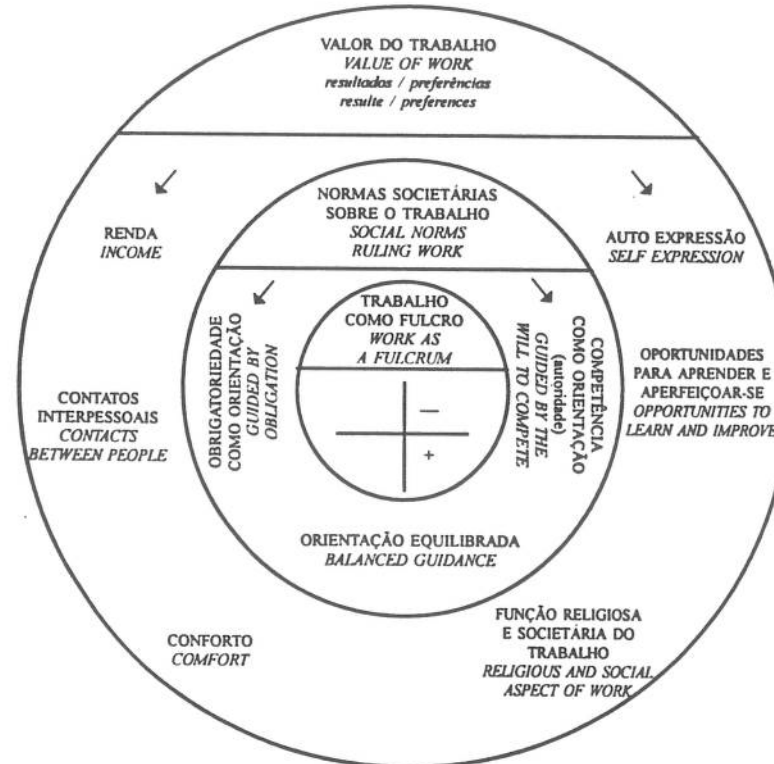 VALOR DO TRABALHO
VALUE OF WORK
resultados / preferências
resulte / preferences
RENDA
INCOME
AUTO EXPRESSÃO
SELF EXPRESSION
NORMAS SOCIETÁRIAS
SOBRE O TRABALHO
SOCIAL NORMS
RULING WORK
TRABALHO
COMO FULCRO
WORK AS
A FULCRUM
−
+
OBRIGATORIEDADE
COMO ORIENTAÇÃO
GUIDED BY
OBLIGATION
COMPETÊNCIA
COMO ORIENTAÇÃO
(autoridade)
GUIDED BY THE
WILL TO COMPETE
CONTATOS
INTERPESSOAIS
CONTACTS
BETWEEN PEOPLE
OPORTUNIDADES
PARA APRENDER E
APERFEIÇOAR-SE
OPPORTUNITIES TO
LEARN AND IMPROVE
ORIENTAÇÃO EQUILIBRADA
BALANCED GUIDANCE
CONFORTO
COMFORT
FUNÇÃO RELIGIOSA
E SOCIETÁRIA DO
TRABALHO
RELIGIOUS AND SOCIAL
ASPECT OF WORK